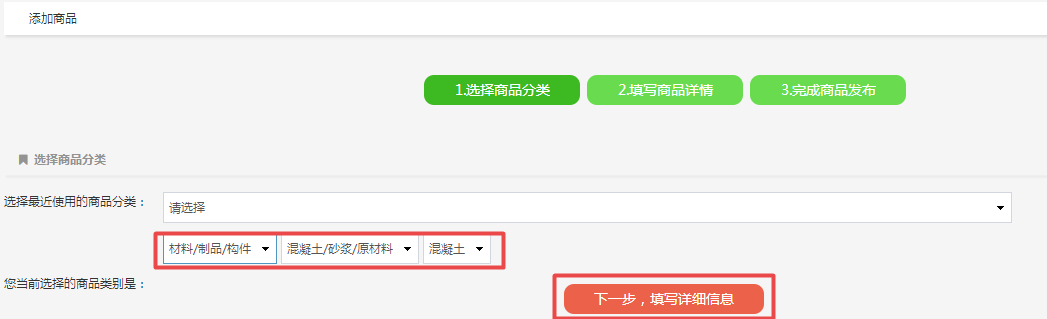 添加商品
1.选择商品分类 2.填写商品详情 3.完成商品发布
选择商品分类
选择最近使用的商品分类： 请选择
材料/制品/构件 混凝土/砂浆/原材料 混凝土
您当前选择的商品类别是：
下一步，填写详细信息